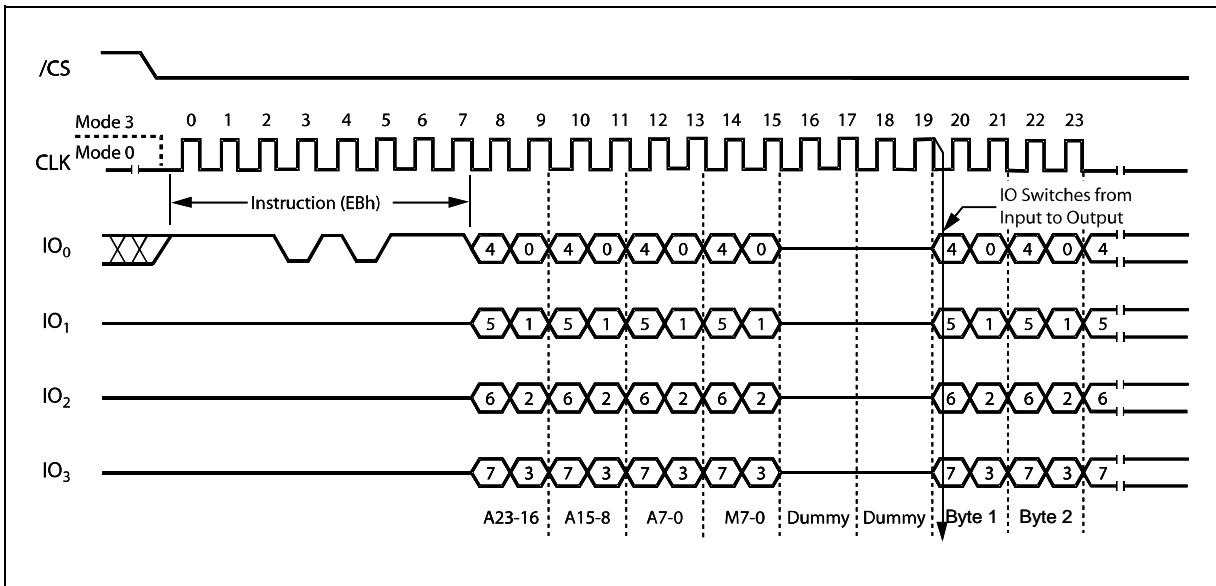 /CS
Mode 3
0 1 2 3 4 5 6 7 8 9 10 11 12 13 14 15 16 17 18 19 20 21 22 23
CLK
Mode 0
Instruction (EBh)
IO Switches from
Input to Output
IO0
4 0 4 0 4 0 4 0 4 0 4 0 4
IO1
5 1 5 1 5 1 5 1 5 1 5 1 5
IO2
6 2 6 2 6 2 6 2 6 2 6 2 6
IO3
7 3 7 3 7 3 7 3 7 3 7 3 7
A23-16 A15-8 A7-0 M7-0 Dummy Dummy Byte 1 Byte 2